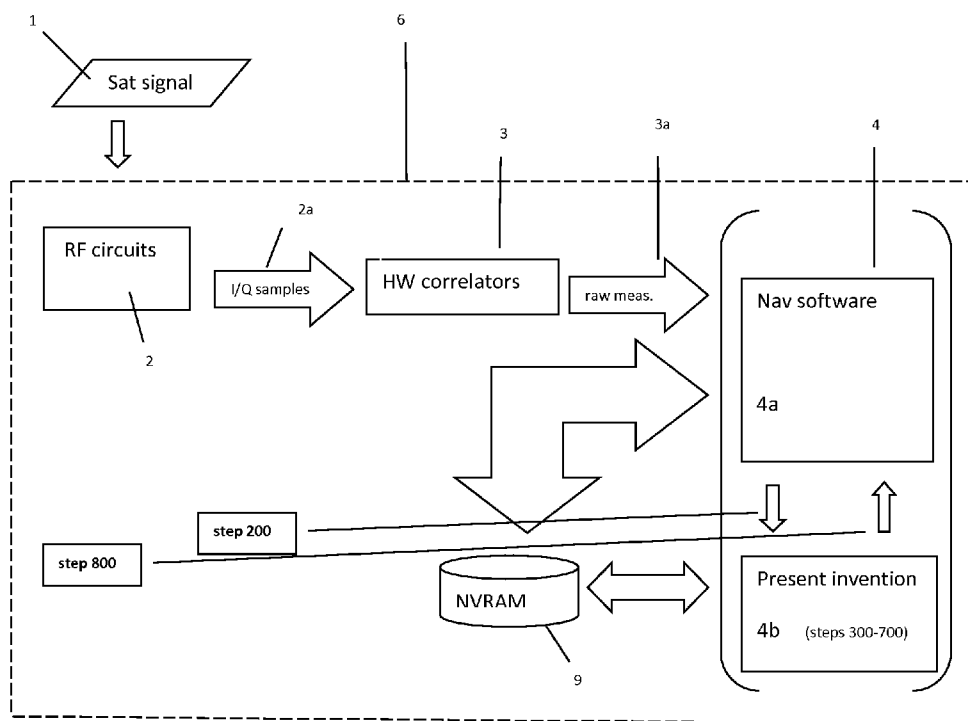 1
6
Sat signal
3
3a
4
2a
RF circuits
I/Q samples
HW correlators
raw meas.
Nav software
2
4a
step 200
step 800
NVRAM
Present invention
4b (steps 300-700)
9